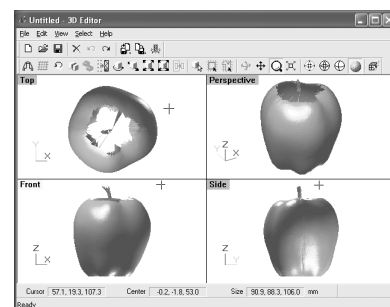 Untitled - 3D Editor
File Edit View Select Help
Top
Perspective
Y
X
Z
Y
X
Front
Side
Z
X
Z
Y
Cursor 57.1, 19.3, 107.3 Center -0.2, -1.8, 53.0 Size 90.9, 88.3, 106.0 mm
Ready